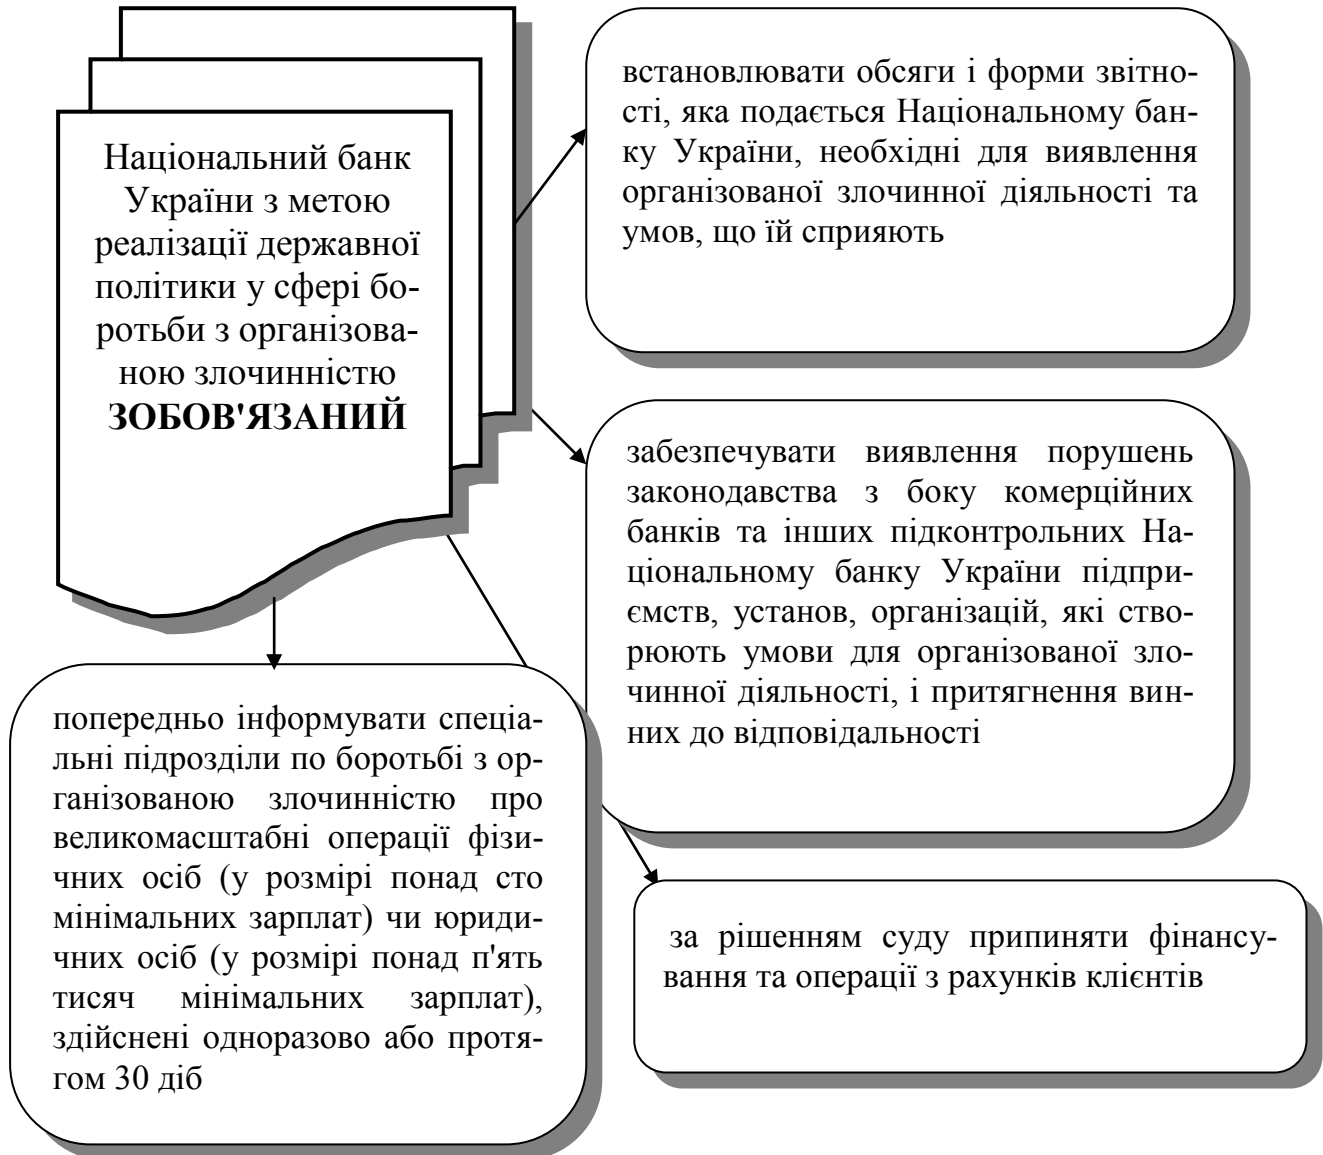 Національний банк
України з метою
реалізації державної
політики у сфері бо-
ротьби з організова-
ною злочинністю
ЗОБОВ'ЯЗАНИЙ
встановлювати обсяги і форми звітно-
сті, яка подається Національному бан-
ку України, необхідні для виявлення
організованої злочинної діяльності та
умов, що їй сприяють
забезпечувати виявлення порушень
законодавства з боку комерційних
банків та інших підконтрольних На-
ціональному банку України підпри-
ємств, установ, організацій, які ство-
рюють умови для організованої зло-
чинної діяльності, і притягнення вин-
них до відповідальності
попередньо інформувати спеціа-
льні підрозділи по боротьбі з ор-
ганізованою злочинністю про
великомасштабні операції фізи-
чних осіб (у розмірі понад сто
мінімальних зарплат) чи юриди-
чних осіб (у розмірі понад п'ять
тисяч мінімальних зарплат),
здійснені одноразово або протя-
гом 30 діб
за рішенням суду припиняти фінансу-
вання та операції з рахунків клієнтів